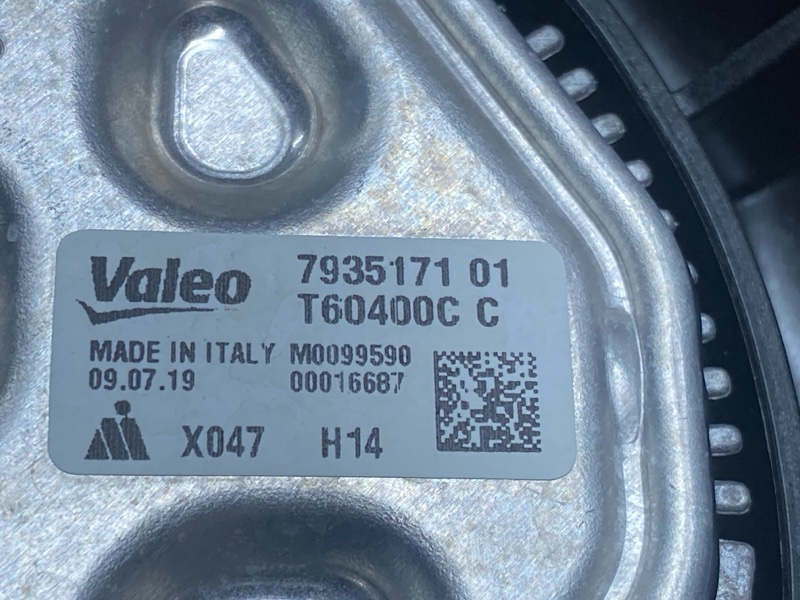 Valeo 7935171 01
T60400C C
MADE IN ITALY M0099590
09.07.19 00016687
X047 H14